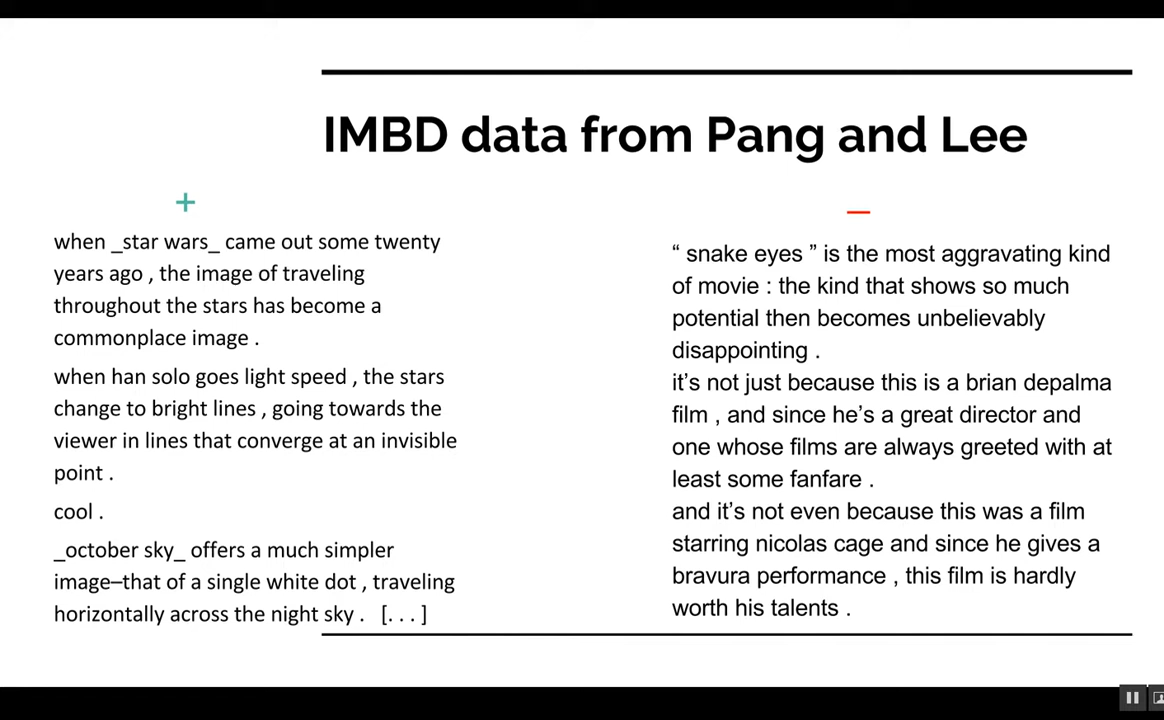 IMBD data from Pang and Lee
+
when _star wars_ came out some twenty
years ago , the image of traveling
throughout the stars has become a
commonplace image .
when han solo goes light speed , the stars
change to bright lines , going towards the
viewer in lines that converge at an invisible
point .
cool .
_october sky_ offers a much simpler
image–that of a single white dot , traveling
horizontally across the night sky .   [. . . ]
—
“ snake eyes ” is the most aggravating kind
of movie : the kind that shows so much
potential then becomes unbelievably
disappointing .
it’s not just because this is a brian depalma
film , and since he’s a great director and
one whose films are always greeted with at
least some fanfare .
and it’s not even because this was a film
starring nicolas cage and since he gives a
bravura performance , this film is hardly
worth his talents .